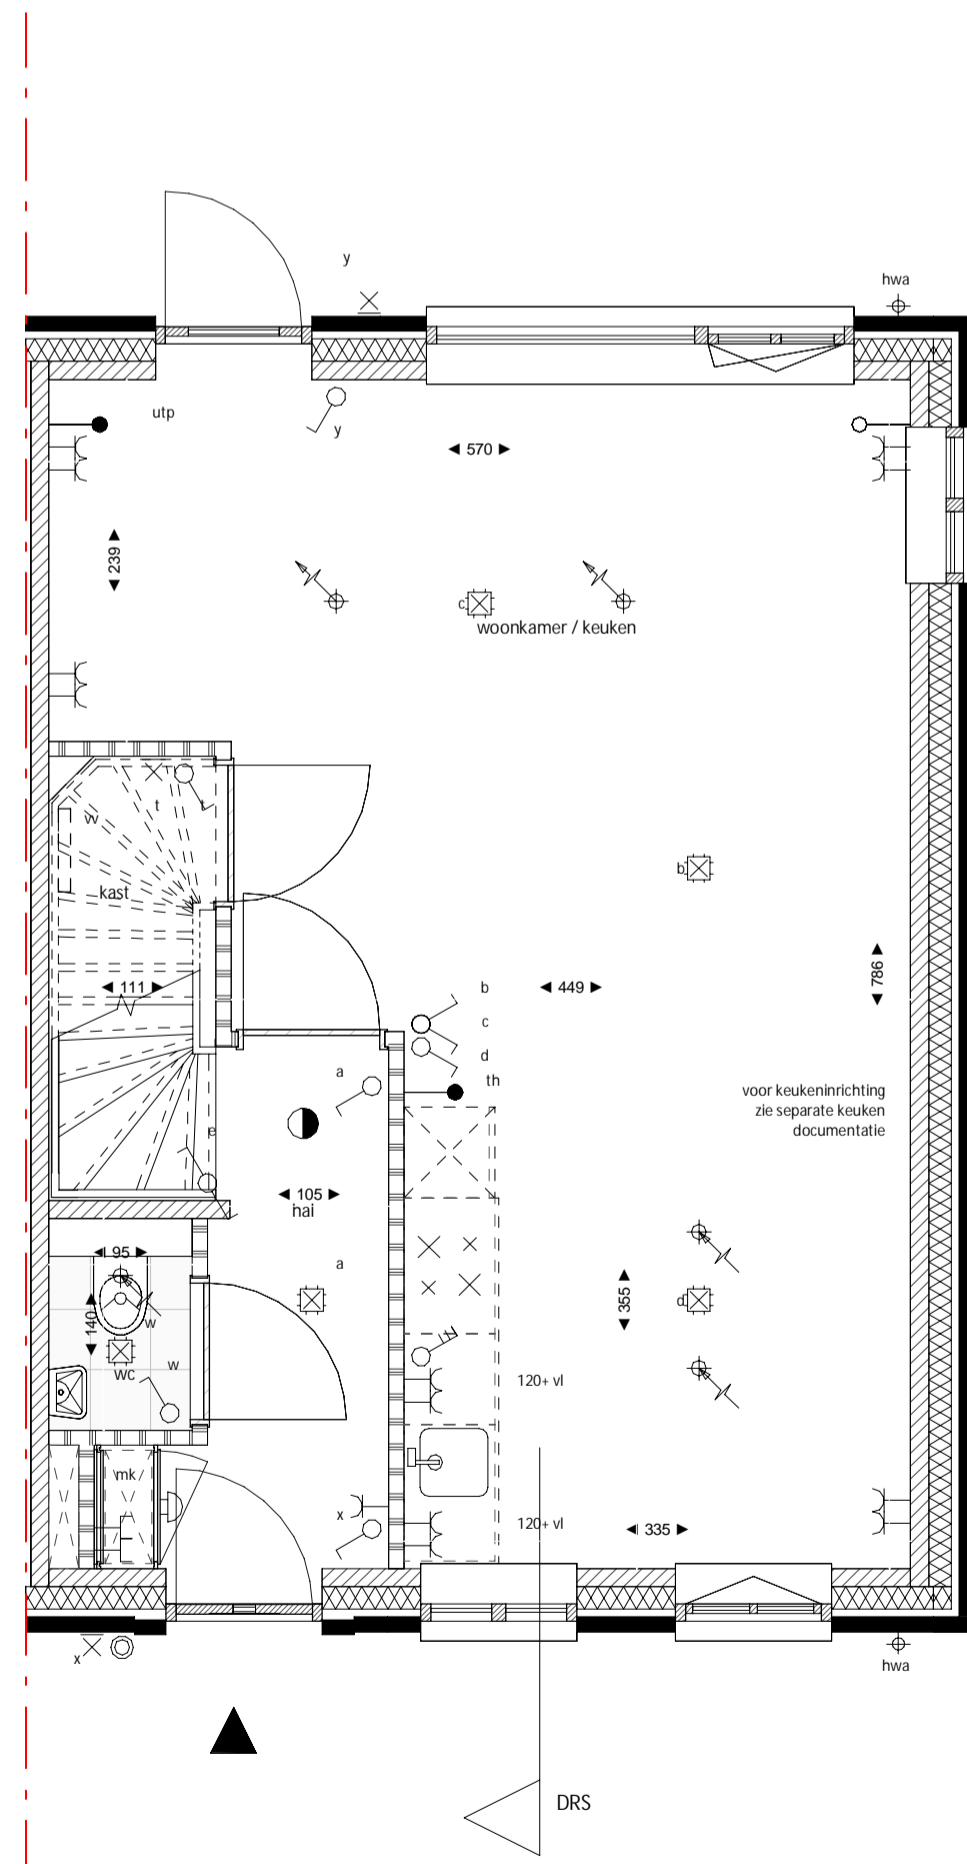 y
hwa
utp
y
570
239
c
woonkamer / keuken
t
t
vv
kast
b
111
449
786
b
c
d
th
a
voor keukeninrichting
zie separate keuken
documentatie
e
105
hal
95
a
355
d
140
w
w
wc
120+ vl
mk
x
120+ vl
335
x
hwa
DRS